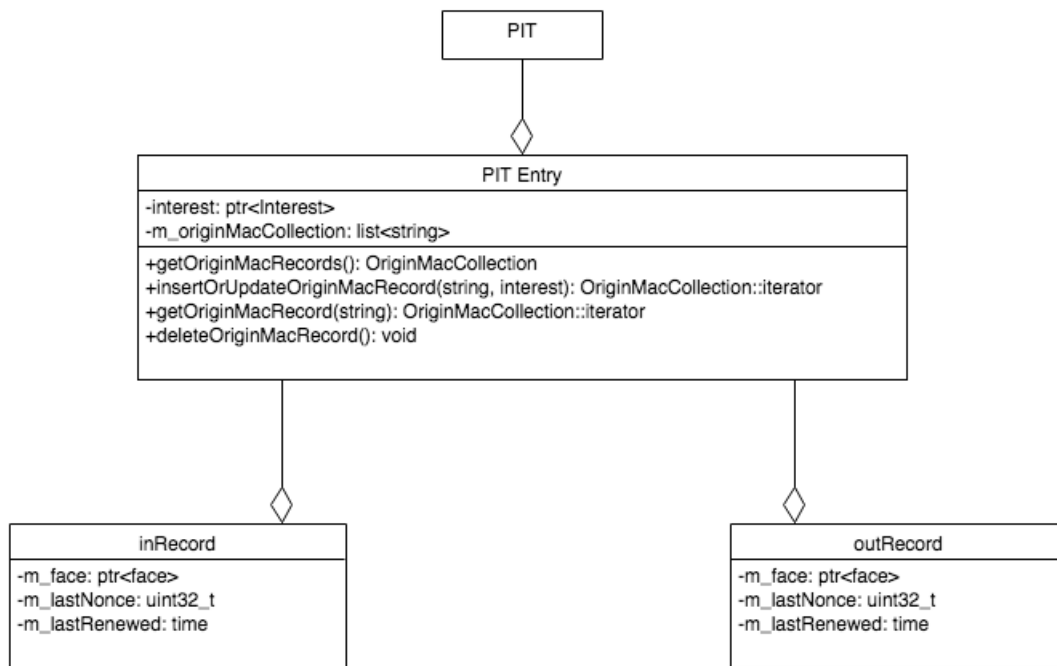 PIT
PIT Entry
-interest: ptr<Interest>
-m_originMacCollection: list<string>
+getOriginMacRecords(): OriginMacCollection
+insertOrUpdateOriginMacRecord(string, interest): OriginMacCollection::iterator
+getOriginMacRecord(string): OriginMacCollection::iterator
+deleteOriginMacRecord(): void
inRecord
-m_face: ptr<face>
-m_lastNonce: uint32_t
-m_lastRenewed: time
outRecord
-m_face: ptr<face>
-m_lastNonce: uint32_t
-m_lastRenewed: time